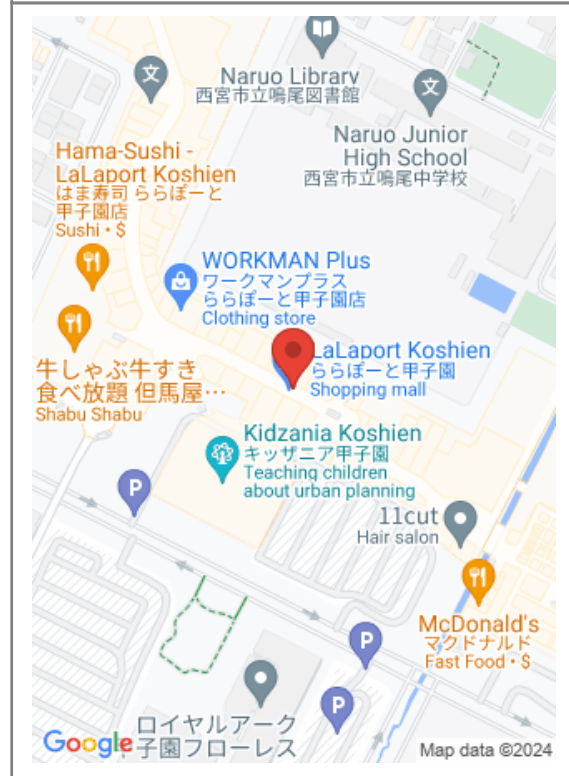 文
Naruo Library
西宮市立鳴尾図書館
文
Naruo Junior
High School
西宮市立鳴尾中学校
Hama-Sushi -
LaLaport Koshien
はま寿司 ららぽーと
甲子園店
Sushi • $
WORKMAN Plus
ワークマンプラス
ららぽーと甲子園店
Clothing store
LaLaport Koshien
ららぽーと甲子園
Shopping mall
牛しゃぶ牛すき
食べ放題 但馬屋…
Shabu Shabu
Kidzania Koshien
キッザニア甲子園
Teaching children
about urban planning
P
11cut
Hair salon
McDonald's
マクドナルド
Fast Food • $
P
P
ロイヤルアーク
子園フローレス
Google
Map data ©2024